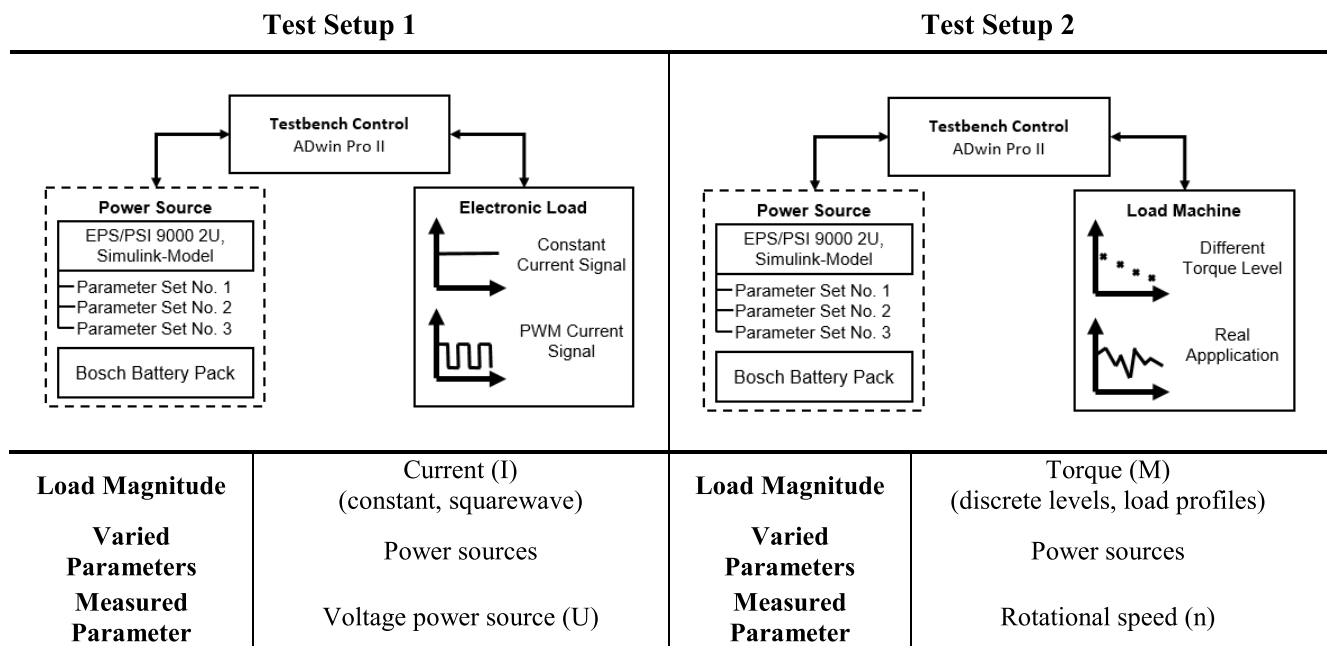 Test Setup 1
Testbench Control
ADwin Pro II
Power Source
EPS/PSI 9000 2U,
Simulink-Model
Parameter Set No. 1
Parameter Set No. 2
Parameter Set No. 3
Bosch Battery Pack
Electronic Load
Constant
Current Signal
PWM Current
Signal
Test Setup 2
Testbench Control
ADwin Pro II
Power Source
EPS/PSI 9000 2U,
Simulink-Model
Parameter Set No. 1
Parameter Set No. 2
Parameter Set No. 3
Bosch Battery Pack
Load Machine
Different
Torque Level
Real
Appplication
Load Magnitude
Current (I)
(constant, squarewave)
Varied
Parameters
Power sources
Measured
Parameter
Voltage power source (U)
Load Magnitude
Torque (M)
(discrete levels, load profiles)
Varied
Parameters
Power sources
Measured
Parameter
Rotational speed (n)